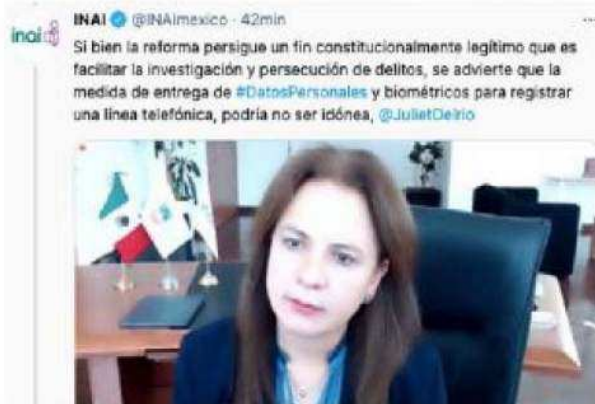 inai
INAI @INAImexico · 42min
Si bien la reforma persigue un fin constitucionalmente legítimo que es
facilitar la investigación y persecución de delitos, se advierte que la
medida de entrega de #DatosPersonales y biométricos para registrar
una línea telefónica, podría no ser idónea, @JulietDelrio